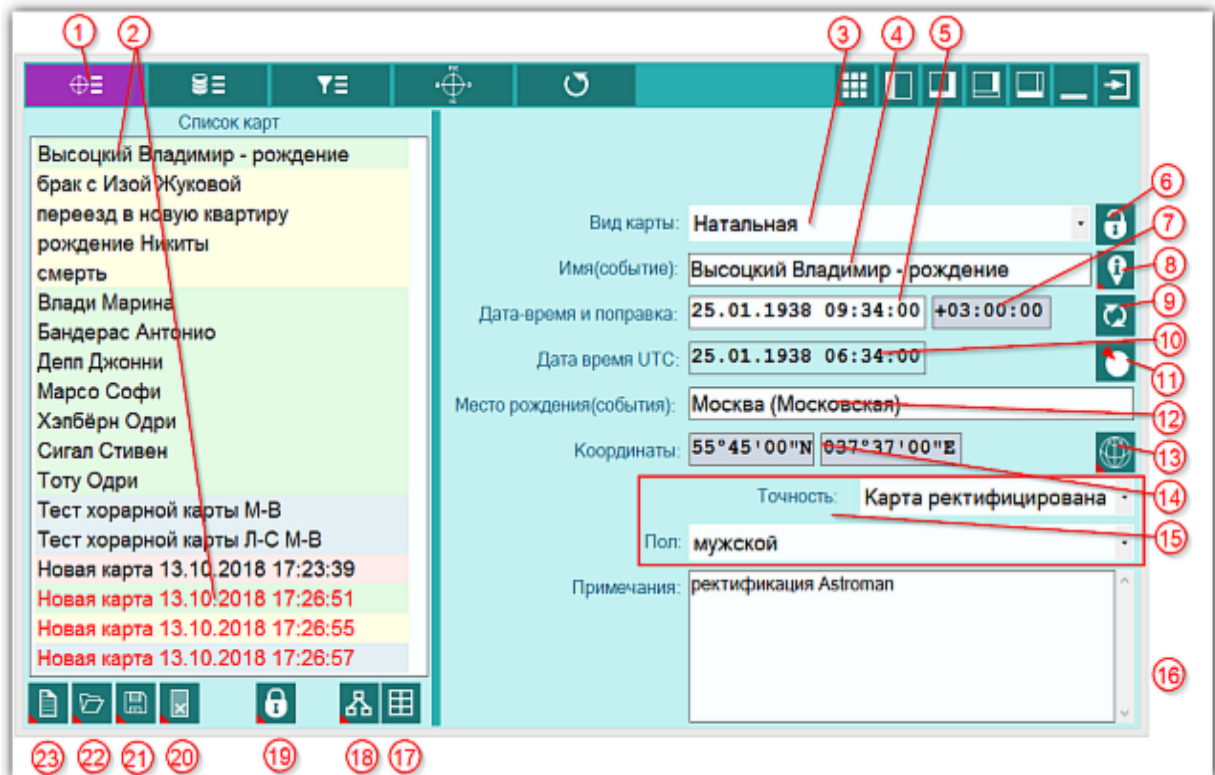 1 2 3 4 5
Список карт
Высоцкий Владимир - рождение
брак с Изой Жуковой
переезд в новую квартиру
рождение Никиты
смерть
Влади Марина
Бандерас Антонио
Депп Джонни
Марсо Софи
Хэпбёрн Одри
Сигал Стивен
Тоту Одри
Тест хорарной карты М-В
Тест хорарной карты Л-С М-В
Новая карта 13.10.2018 17:23:39
Новая карта 13.10.2018 17:26:51
Новая карта 13.10.2018 17:26:55
Новая карта 13.10.2018 17:26:57
Вид карты: Натальная 6
7
Имя(событие): Высоцкий Владимир - рождение 8
Дата-время и поправка: 25.01.1938 09:34:00 +03:00:00 9
10
Дата время UTC: 25.01.1938 06:34:00 11
Место рождения(события): Москва (Московская) 12
Координаты: 55°45'00"N 037°37'00"E 13
Точность: Карта ректифицирована 14
15
Пол: мужской
Примечания: ректификация Astroman
16
23 22 21 20 19 18 17